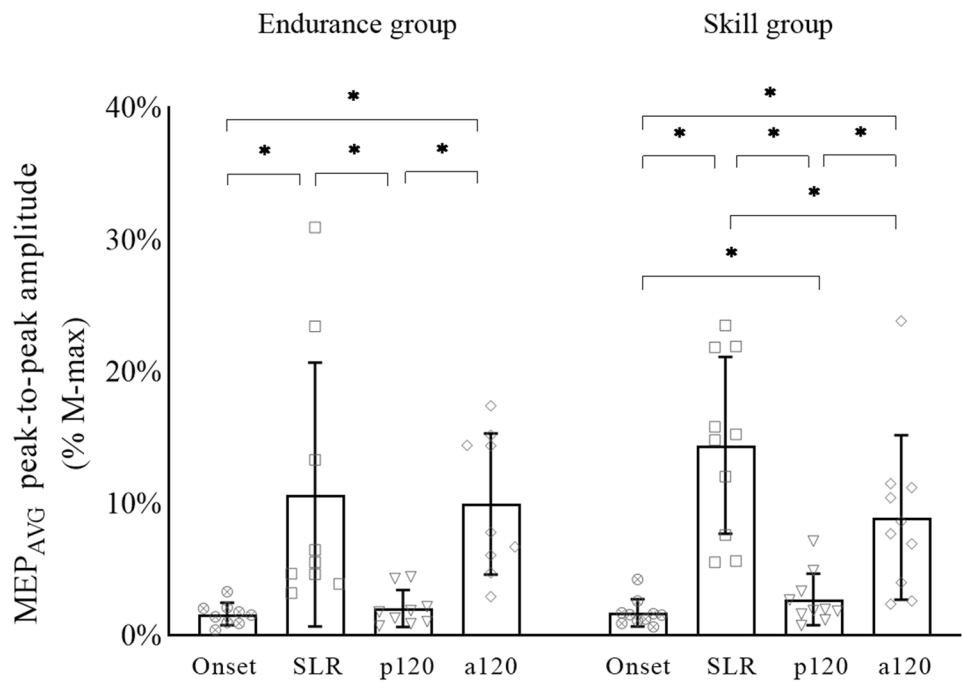 Endurance group
Skill group
MEPAVG peak-to-peak amplitude
(% M-max)
40%
30%
20%
10%
0%
* * * *
* * * * * *
Onset SLR p120 a120
Onset SLR p120 a120